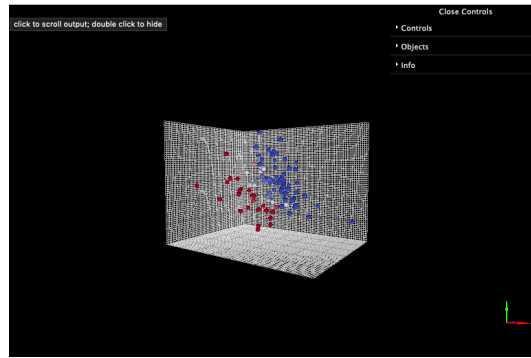 Close Controls
click to scroll output; double click to hide
Controls
Objects
Info